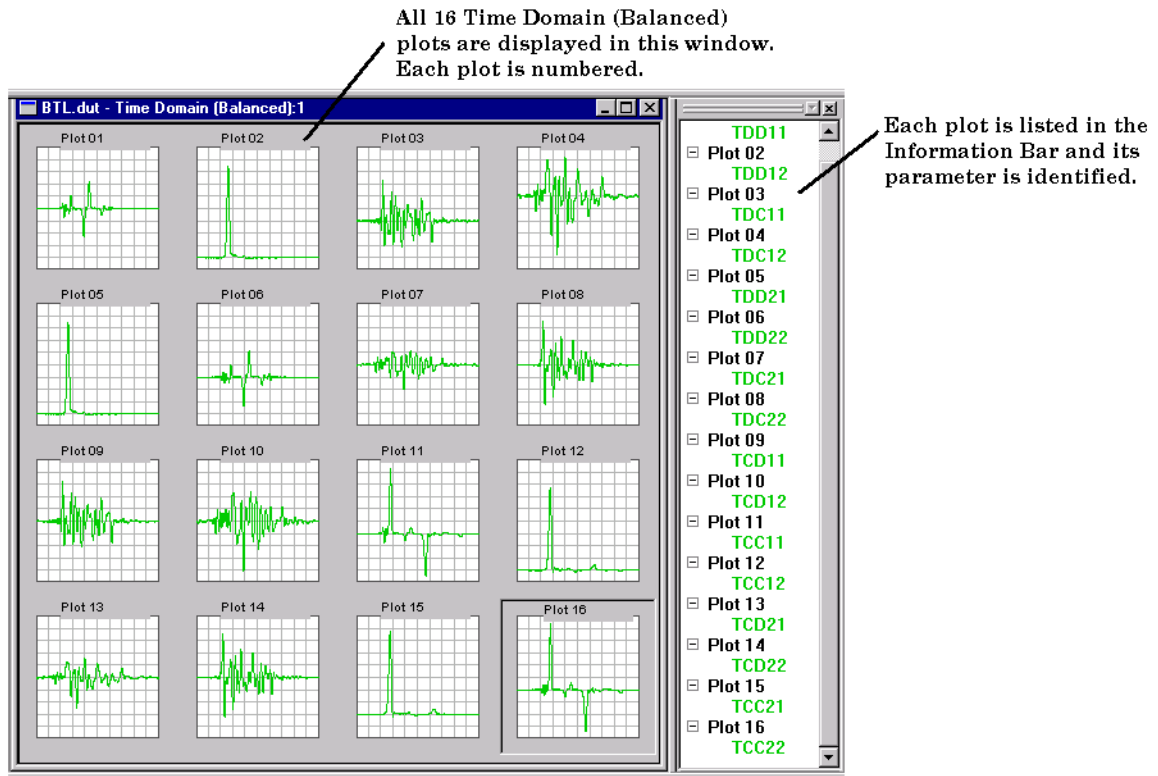 All 16 Time Domain (Balanced)
plots are displayed in this window.
Each plot is numbered.
BTL.dut - Time Domain (Balanced):1
Plot 01
Plot 02
Plot 03
Plot 04
Plot 05
Plot 06
Plot 07
Plot 08
Plot 09
Plot 10
Plot 11
Plot 12
Plot 13
Plot 14
Plot 15
Plot 16
TDD11
Plot 02
TDD12
Plot 03
TDC11
Plot 04
TDC12
Plot 05
TDD21
Plot 06
TDD22
Plot 07
TDC21
Plot 08
TDC22
Plot 09
TCD11
Plot 10
TCD12
Plot 11
TCC11
Plot 12
TCC12
Plot 13
TCD21
Plot 14
TCD22
Plot 15
TCC21
Plot 16
TCC22
Each plot is listed in the
Information Bar and its
parameter is identified.